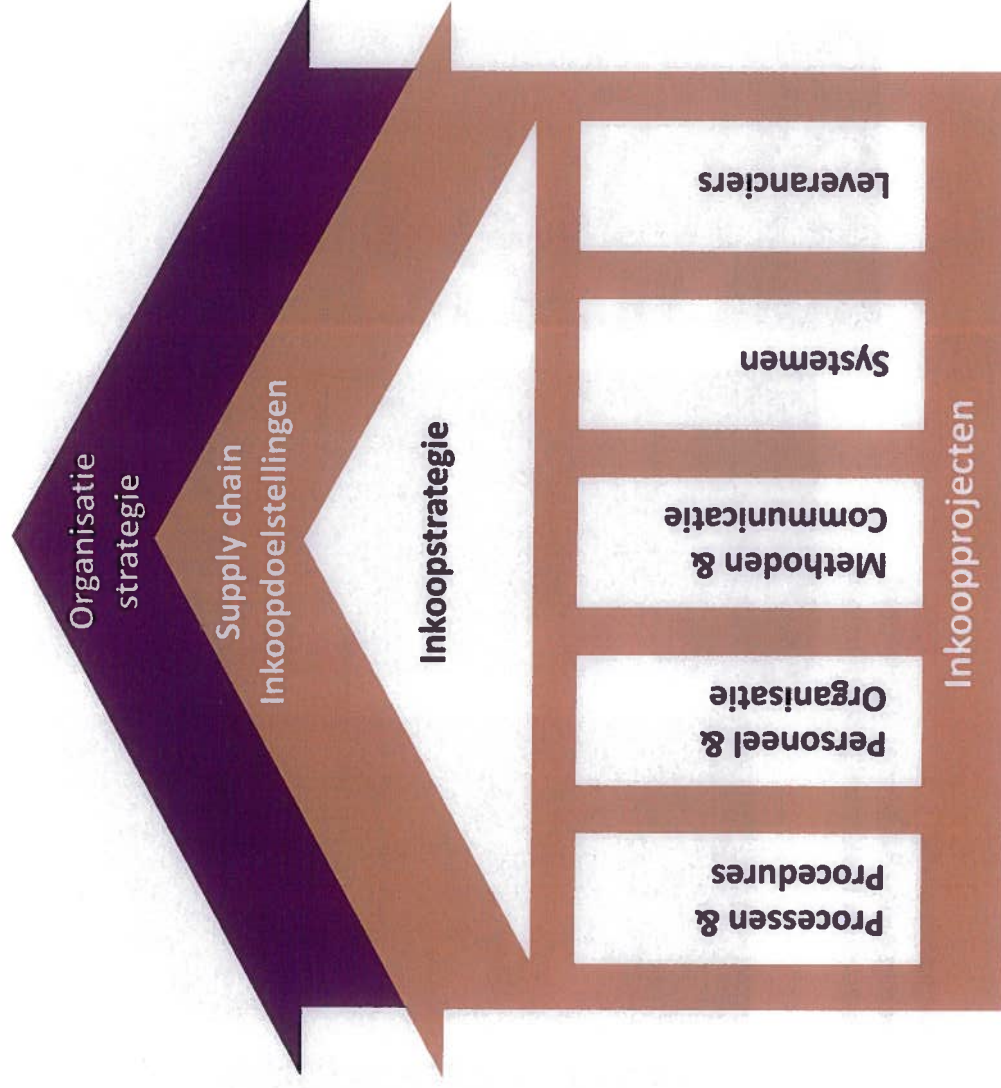 Organisatie
strategie
Supply chain
Inkoopdoelstellingen
Inkoopstrategie
Processen &
Procedures
Personeel &
Organisatie
Methoden &
Communicatie
Systemen
Leveranciers
Inkoopprojecten